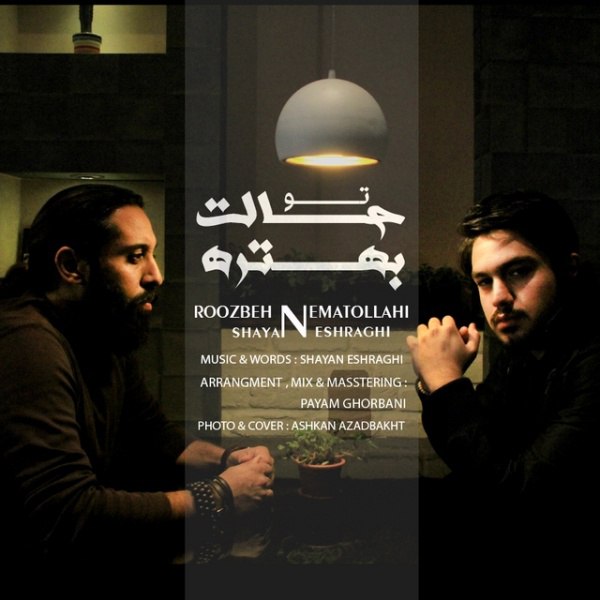 تو
حالت
بهتره
ROOZBEH NEMATOLLAHI
SHAYAN ESHRAGHI
MUSIC & WORDS : SHAYAN ESHRAGHI
ARRANGMENT , MIX & MASSTERING :
PAYAM GHORBANI
PHOTO & COVER : ASHKAN AZADBAKHT